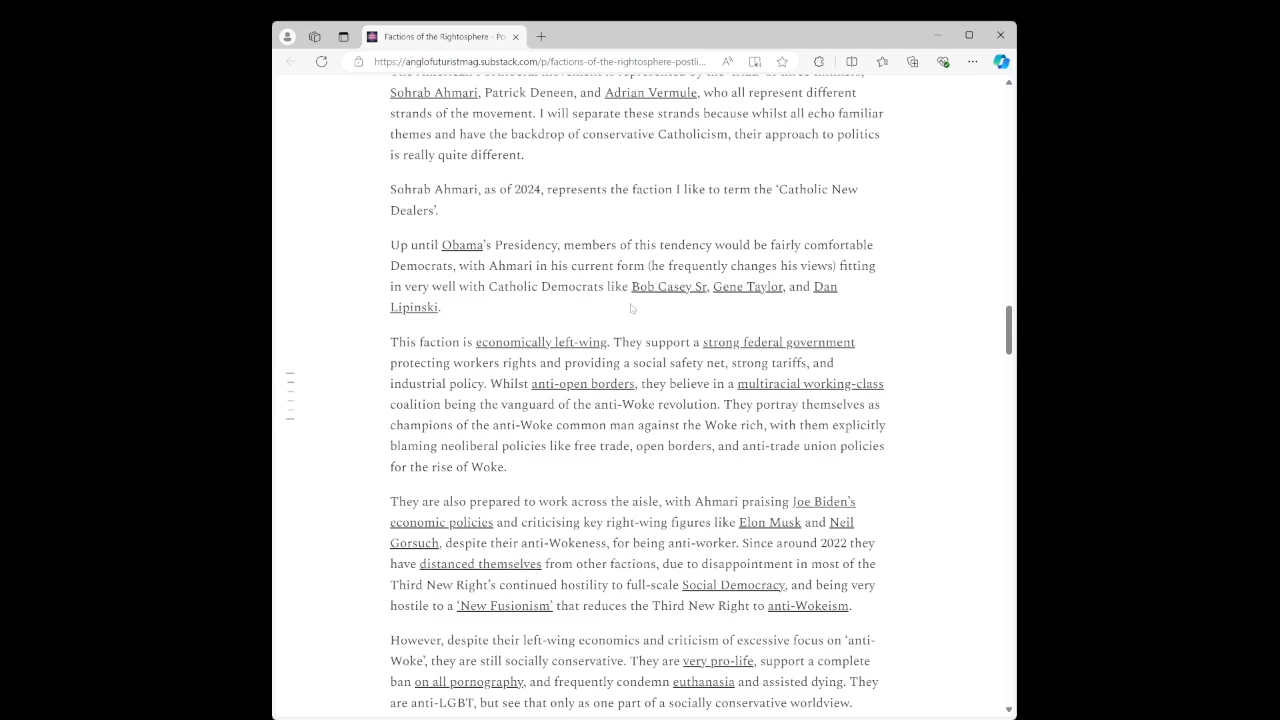 Factions of the Rightosphere - Po
https://anglofuturistmag.substack.com/p/factions-of-the-rightosphere-postli...
Sohrab Ahmari, Patrick Deneen, and Adrian Vermule, who all represent different
strands of the movement. I will separate these strands because whilst all echo familiar
themes and have the backdrop of conservative Catholicism, their approach to politics
is really quite different.
Sohrab Ahmari, as of 2024, represents the faction I like to term the ‘Catholic New
Dealers’.
Up until Obama’s Presidency, members of this tendency would be fairly comfortable
Democrats, with Ahmari in his current form (he frequently changes his views) fitting
in very well with Catholic Democrats like Bob Casey Sr, Gene Taylor, and Dan
Lipinski.
This faction is economically left-wing. They support a strong federal government
protecting workers rights and providing a social safety net, strong tariffs, and
industrial policy. Whilst anti-open borders, they believe in a multiracial working-class
coalition being the vanguard of the anti-Woke revolution. They portray themselves as
champions of the anti-Woke common man against the Woke rich, with them explicitly
blaming neoliberal policies like free trade, open borders, and anti-trade union policies
for the rise of Woke.
They are also prepared to work across the aisle, with Ahmari praising Joe Biden’s
economic policies and criticising key right-wing figures like Elon Musk and Neil
Gorsuch, despite their anti-Wokeness, for being anti-worker. Since around 2022 they
have distanced themselves from other factions, due to disappointment in most of the
Third New Right’s continued hostility to full-scale Social Democracy, and being very
hostile to a ‘New Fusionism’ that reduces the Third New Right to anti-Wokeism.
However, despite their left-wing economics and criticism of excessive focus on ‘anti-
Woke’, they are still socially conservative. They are very pro-life, support a complete
ban on all pornography, and frequently condemn euthanasia and assisted dying. They
are anti-LGBT, but see that only as one part of a socially conservative worldview.